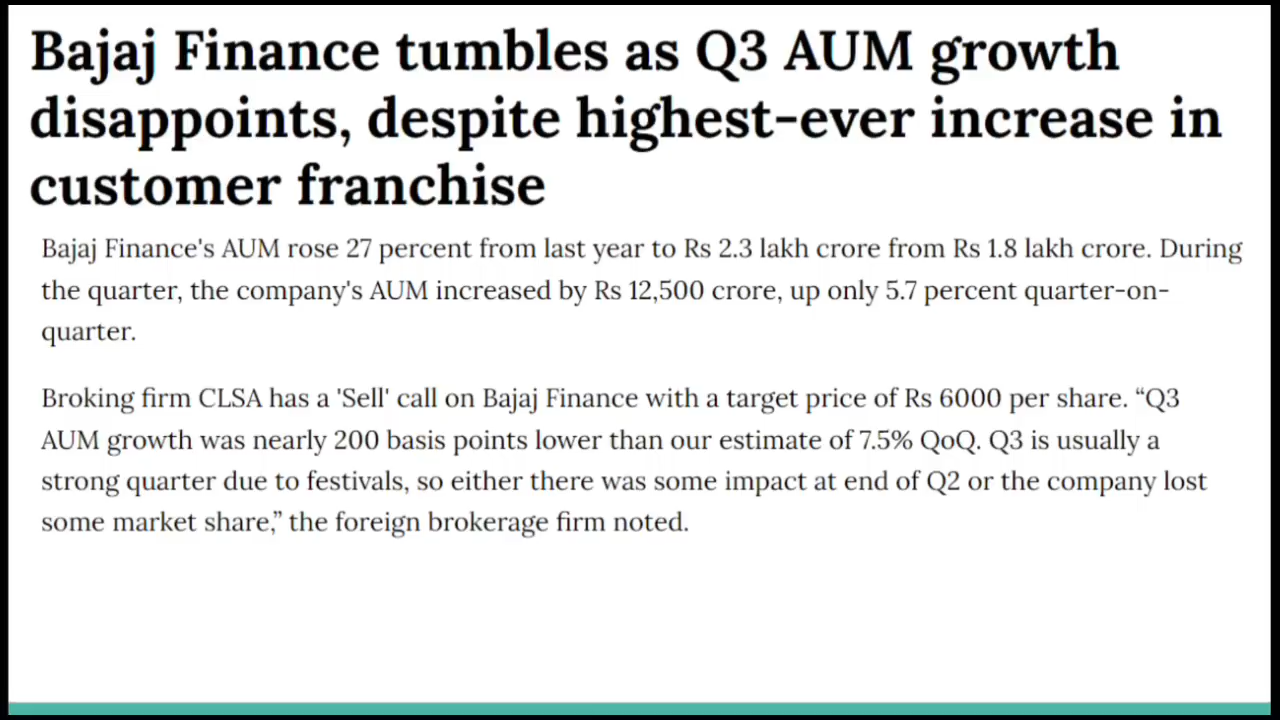 Bajaj Finance tumbles as Q3 AUM growth
disappoints, despite highest-ever increase in
customer franchise
Bajaj Finance's AUM rose 27 percent from last year to Rs 2.3 lakh crore from Rs 1.8 lakh crore. During
the quarter, the company's AUM increased by Rs 12,500 crore, up only 5.7 percent quarter-on-
quarter.
Broking firm CLSA has a 'Sell' call on Bajaj Finance with a target price of Rs 6000 per share. “Q3
AUM growth was nearly 200 basis points lower than our estimate of 7.5% QoQ. Q3 is usually a
strong quarter due to festivals, so either there was some impact at end of Q2 or the company lost
some market share,” the foreign brokerage firm noted.